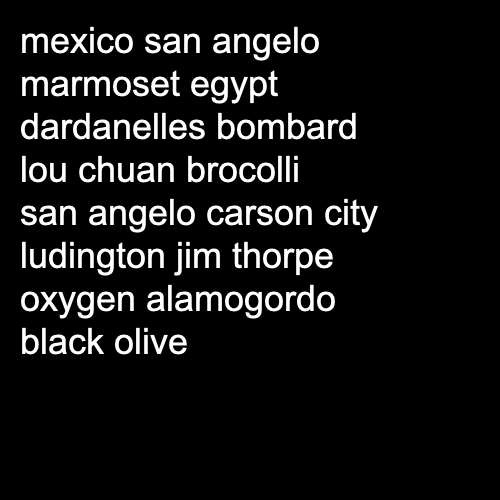 mexico san angelo
marmoset egypt
dardanelles bombard
lou chuan brocolli
san angelo carson city
ludington jim thorpe
oxygen alamogordo
black olive